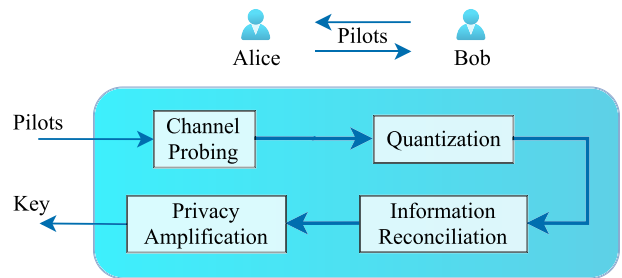 Pilots
Alice
Bob
Pilots
Channel
Probing
Quantization
Key
Privacy
Amplification
Information
Reconciliation